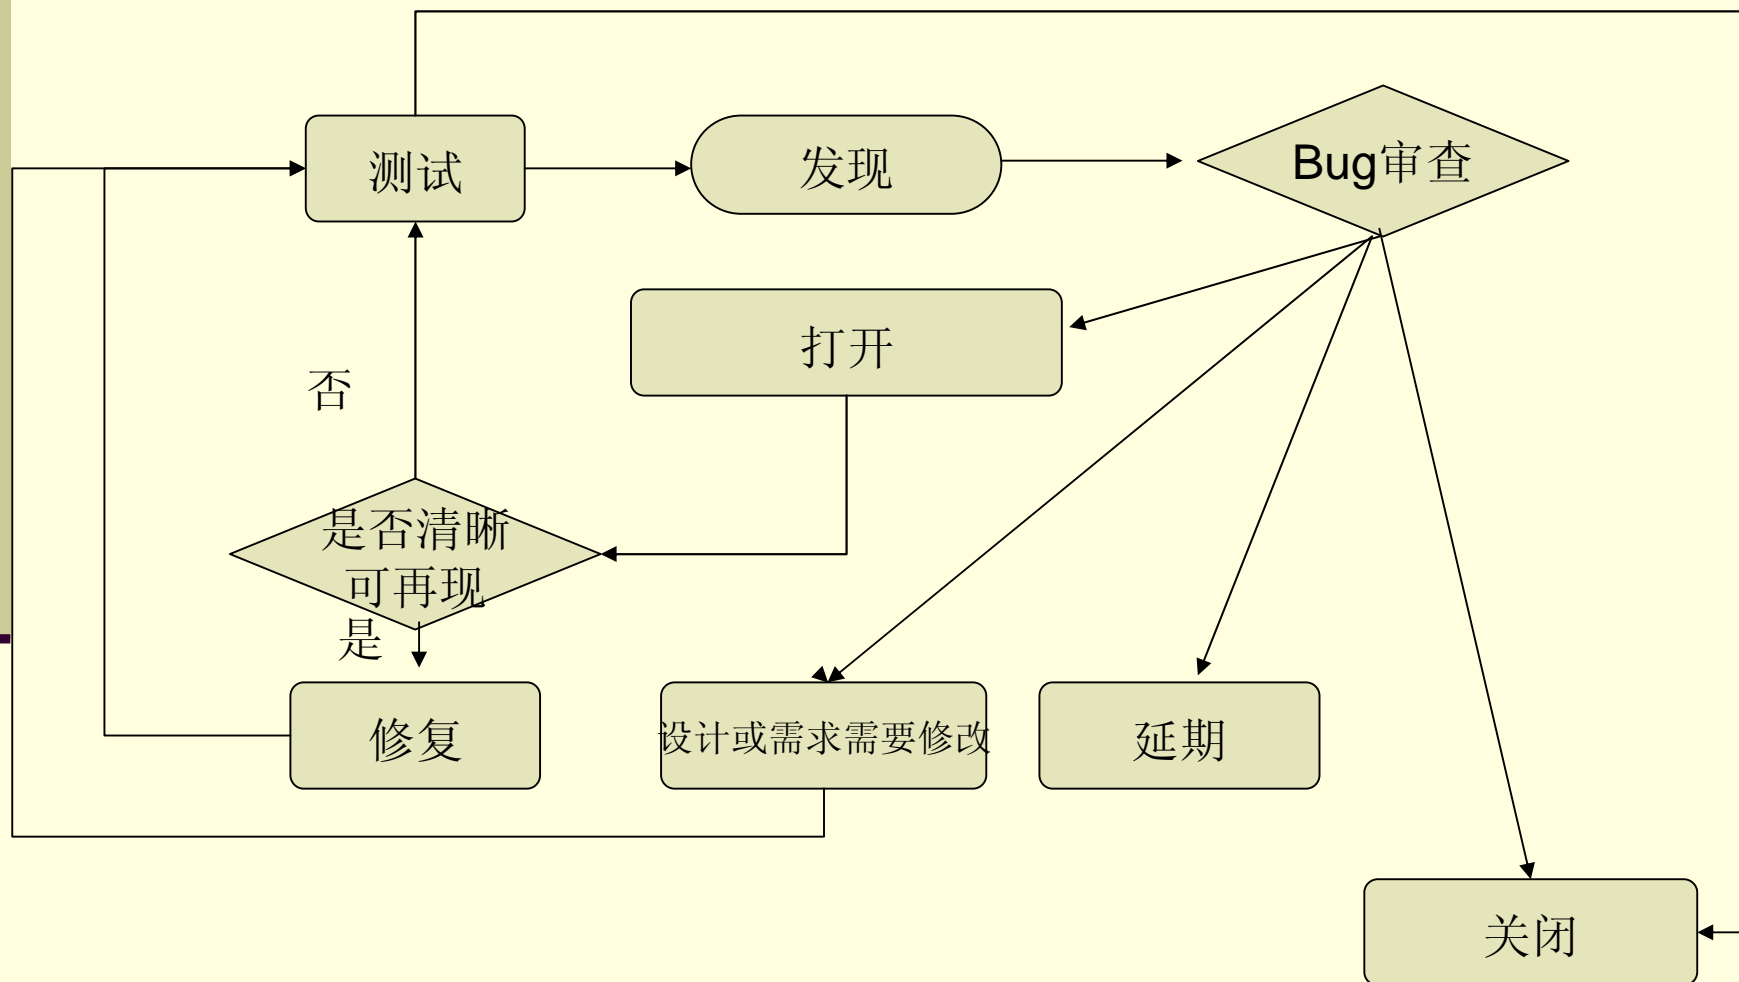 测试
发现
Bug审查
打开
否
是否清晰
可再现
是
修复
设计或需求需要修改
延期
关闭